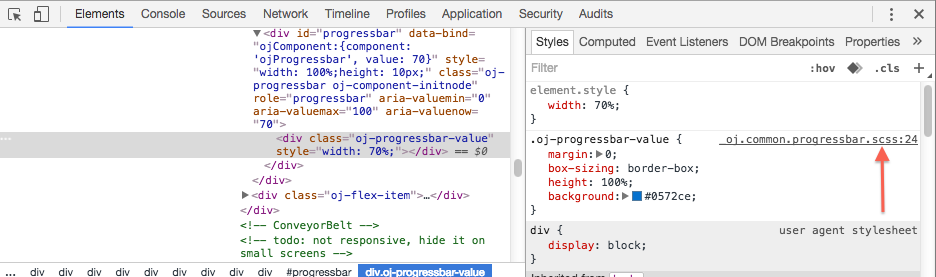 Elements Console Sources Network Timeline Profiles Application Security Audits
▼<div id="progressbar" data-bind=
"ojComponent:{component:
'ojProgressbar', value: 70}" style=
"width: 100%;height: 10px;" class="oj-
progressbar oj-component-initnode"
role="progressbar" aria-valuemin="0"
aria-valuemax="100" aria-valuenow=
"70">
... <div class="oj-progressbar-value"
style="width: 70%;"></div> == $0
</div>
</div>
▶<div class="oj-flex-item">…</div>
</div>
<!-- ConveyorBelt -->
<!-- todo: not responsive, hide it on
small screens -->
... div div div div div div div div div #progressbar div.oj-progressbar-value
Styles Computed Event Listeners DOM Breakpoints Properties »
Filter :hov .cls +
element.style {
width: 70%;
}
.oj-progressbar-value { _oj.common.progressbar.scss:24
margin:▶0;
box-sizing: border-box;
height: 100%;
background:▶#0572ce;
}
div { user agent stylesheet
display: block;
}
Inherited from